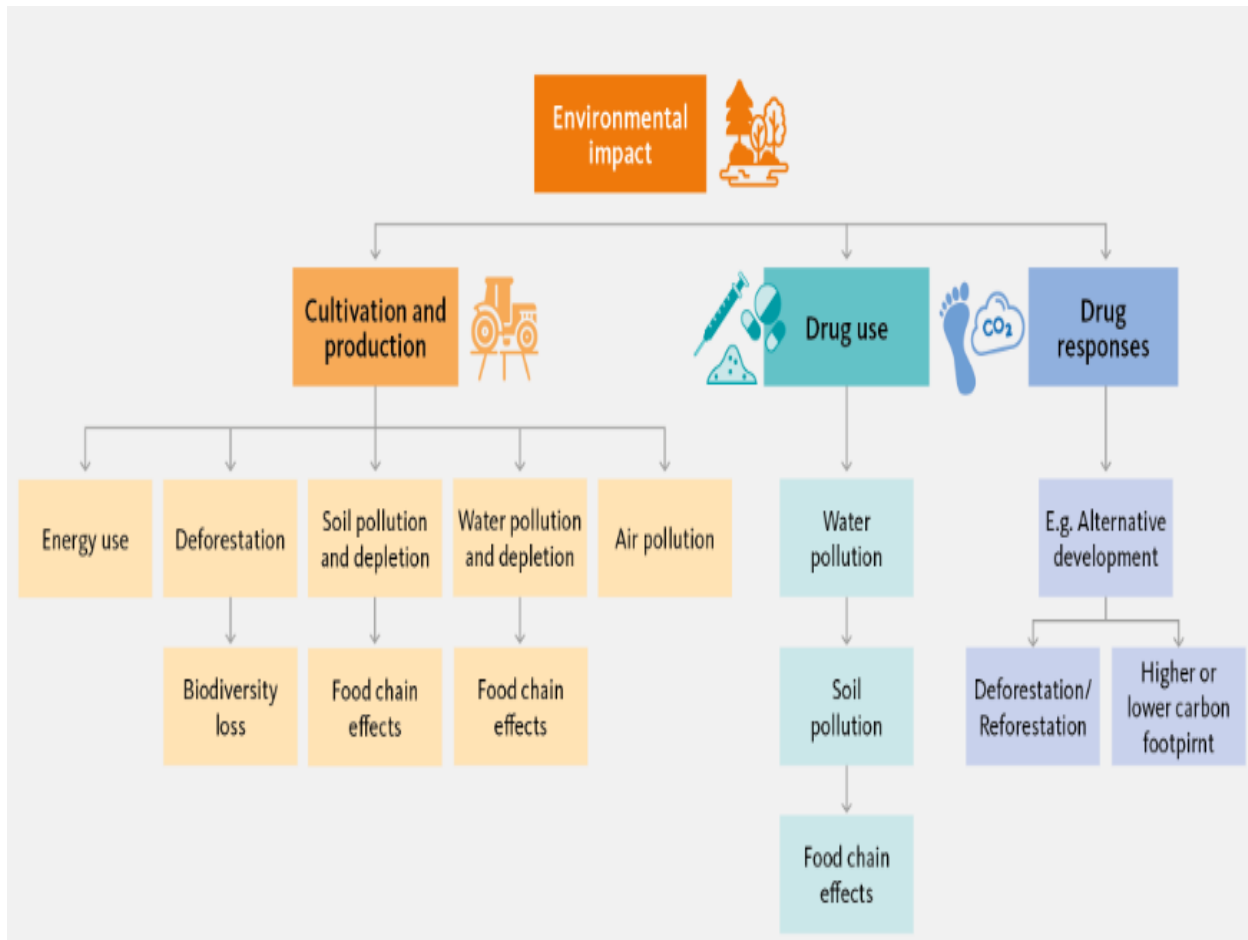 Environmental
impact
Cultivation and
production
Drug use
CO₂
Drug
responses
Energy use
Deforestation
Soil pollution
and depletion
Water pollution
and depletion
Air pollution
Water
pollution
E.g. Alternative
development
Biodiversity
loss
Food chain
effects
Food chain
effects
Soil
pollution
Deforestation/
Reforestation
Higher or
lower carbon
footpirnt
Food chain
effects